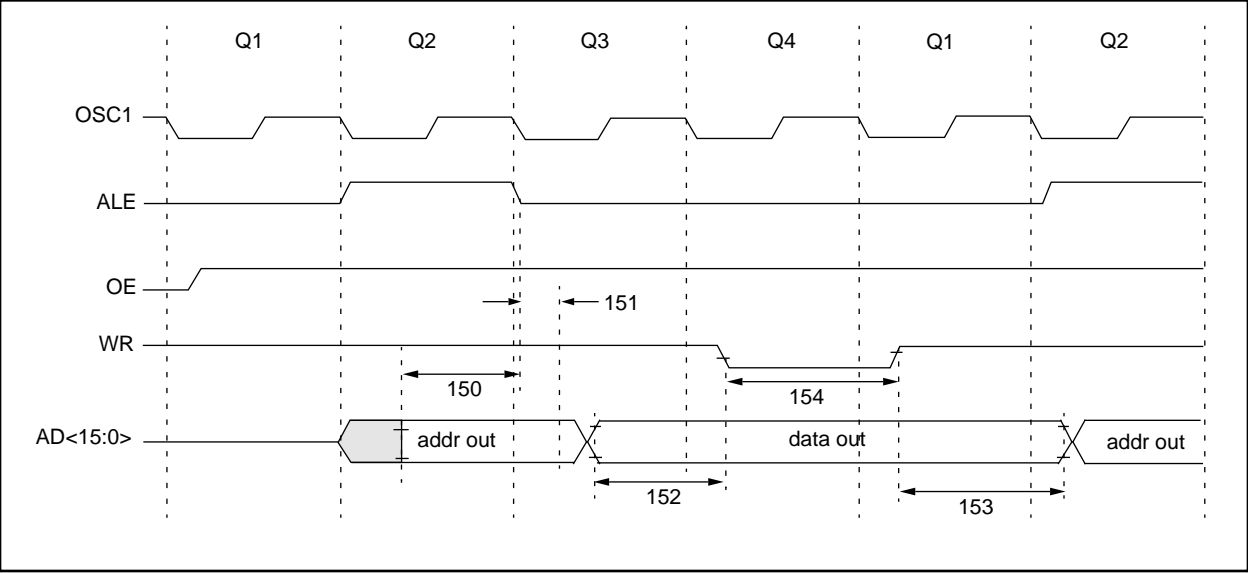 Q1 Q2 Q3 Q4 Q1 Q2
OSC1
ALE
OE
151
WR
150
154
AD<15:0>
addr out
data out
addr out
152
153